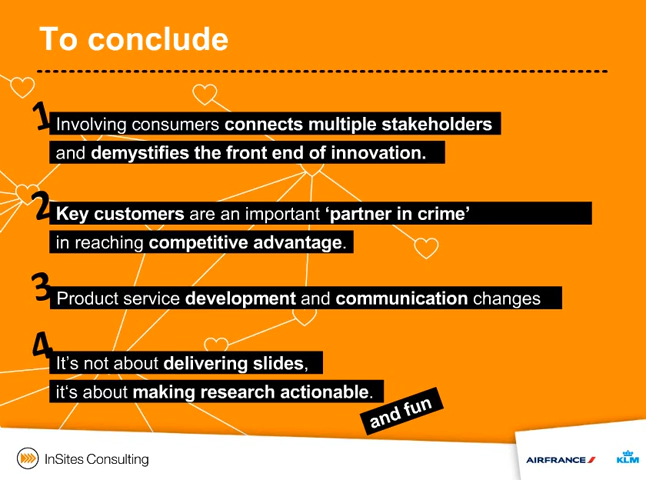 To conclude
1 Involving consumers connects multiple stakeholders
and demystifies the front end of innovation.
2 Key customers are an important ‘partner in crime’
in reaching competitive advantage.
3 Product service development and communication changes
4 It’s not about delivering slides,
it‘s about making research actionable.
and fun
InSites Consulting
AIRFRANCE KLM